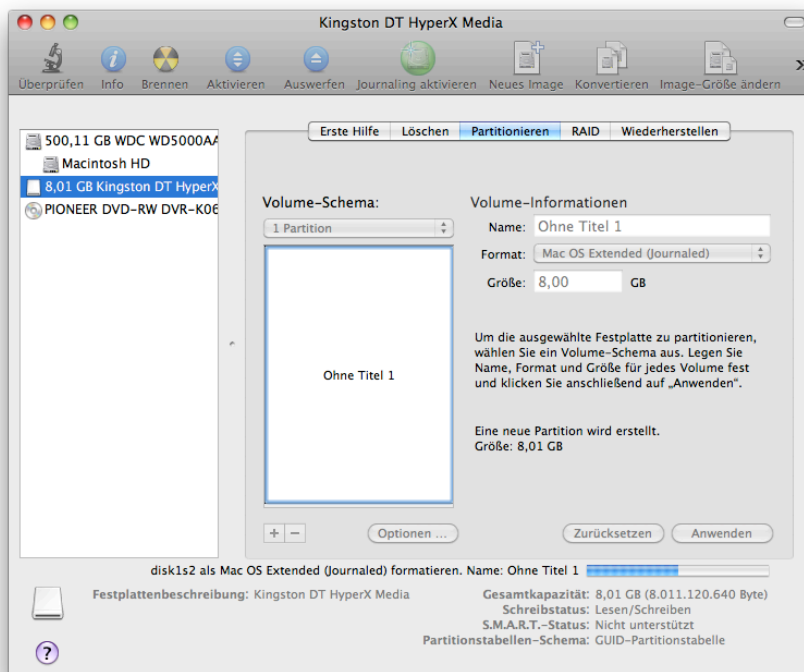 Kingston DT HyperX Media
Überprüfen Info Brennen Aktivieren Auswerfen Journaling aktivieren Neues Image Konvertieren Image-Größe ändern
Erste Hilfe Löschen Partitionieren RAID Wiederherstellen
500,11 GB WDC WD5000AA
Macintosh HD
8,01 GB Kingston DT HyperX
PIONEER DVD-RW DVR-K06
Volume-Schema:
1 Partition
Ohne Titel 1
Volume-Informationen
Name: Ohne Titel 1
Format: Mac OS Extended (Journaled)
Größe: 8,00 GB
Um die ausgewählte Festplatte zu partitionieren,
wählen Sie ein Volume-Schema aus. Legen Sie
Name, Format und Größe für jedes Volume fest
und klicken Sie anschließend auf „Anwenden“.
Eine neue Partition wird erstellt.
Größe: 8,01 GB
+ − Optionen ... Zurücksetzen Anwenden
disk1s2 als Mac OS Extended (Journaled) formatieren. Name: Ohne Titel 1
Festplattenbeschreibung: Kingston DT HyperX Media
Gesamtkapazität: 8,01 GB (8.011.120.640 Byte)
Schreibstatus: Lesen/Schreiben
S.M.A.R.T.-Status: Nicht unterstützt
Partitionstabellen-Schema: GUID-Partitionstabelle
?